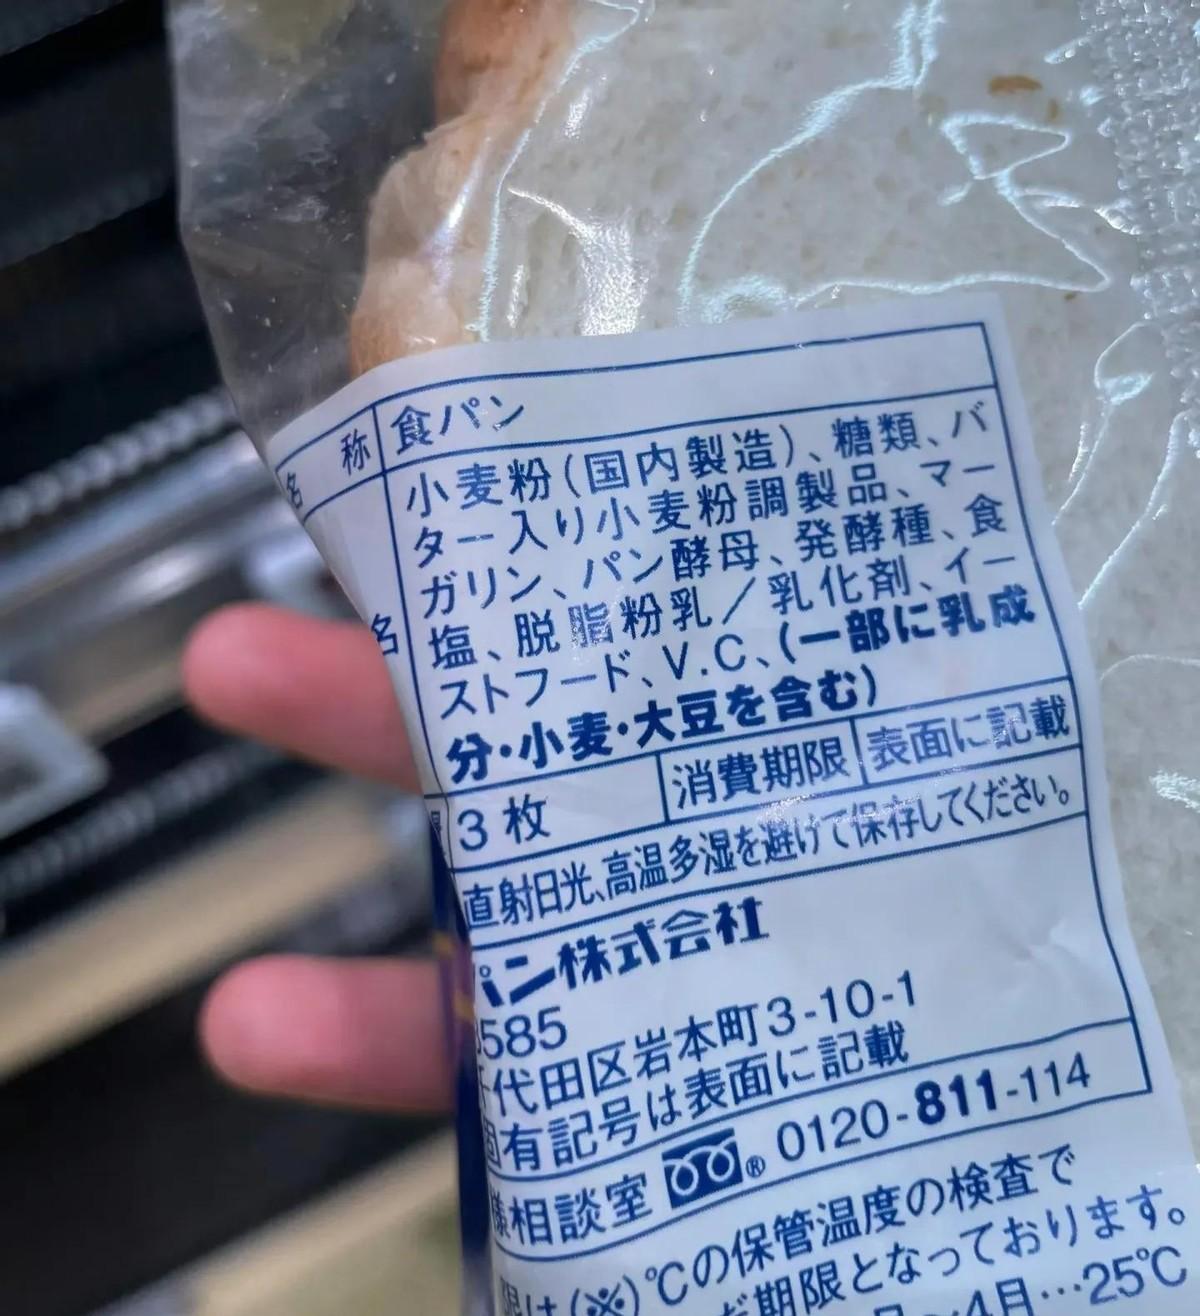 名 称 食パン
小麦粉(国内製造)、糖類、バ
ター入り小麦粉調製品、マー
ガリン、パン酵母、発酵種、食
名 塩、脱脂粉乳／乳化剤、イー
ストフード、V.C、(一部に乳成
分・小麦・大豆を含む)
3枚 消費期限 表面に記載
直射日光、高温多湿を避けて保存してください。
パン株式会社
585
代田区岩本町3-10-1
有記号は表面に記載
様相談室 ® 0120-811-114
限は(※)℃の保管温度の検査で
期限となっております。
4月…25℃